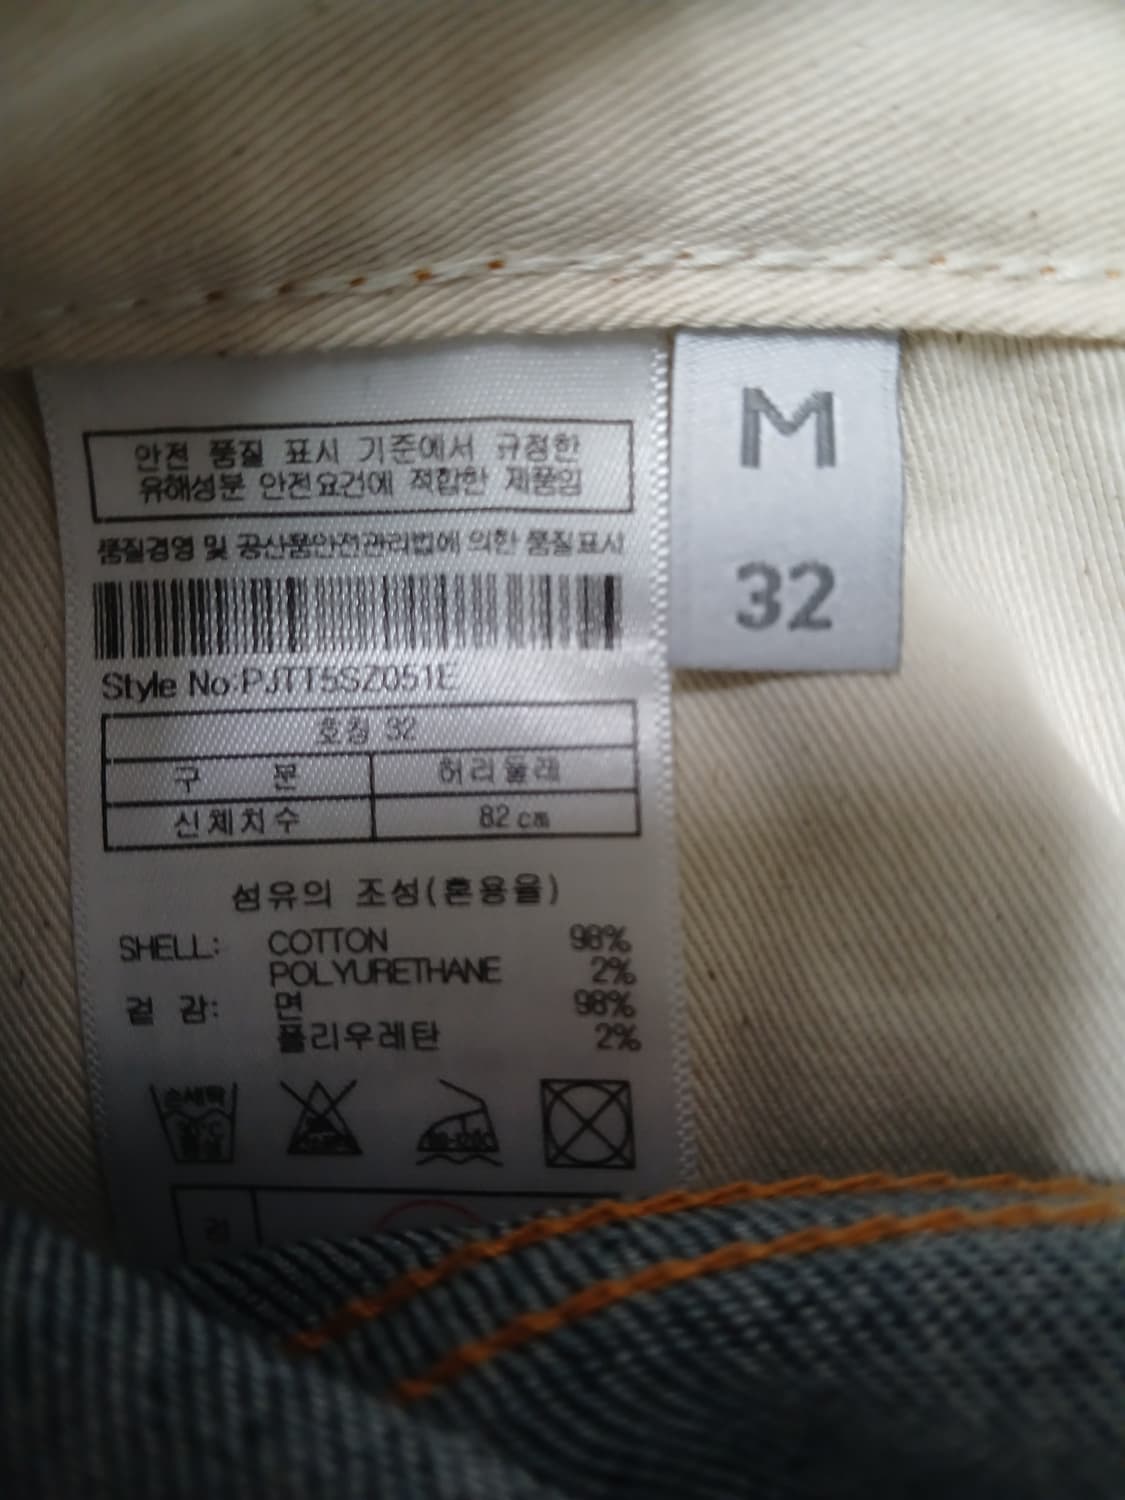 안전 품질 표시 기준에서 규정한
유해성분 안전요건에 적합한 제품임
품질경영 및 공산품안전관리법에 의한 품질표시
Style No.PJTT5SZ051E
호칭 32
구 분 허리둘레
신체치수 82 cm
섬유의 조성(혼용율)
SHELL: COTTON 98%
POLYURETHANE 2%
겉 감: 면 98%
폴리우레탄 2%
손세탁
M
32